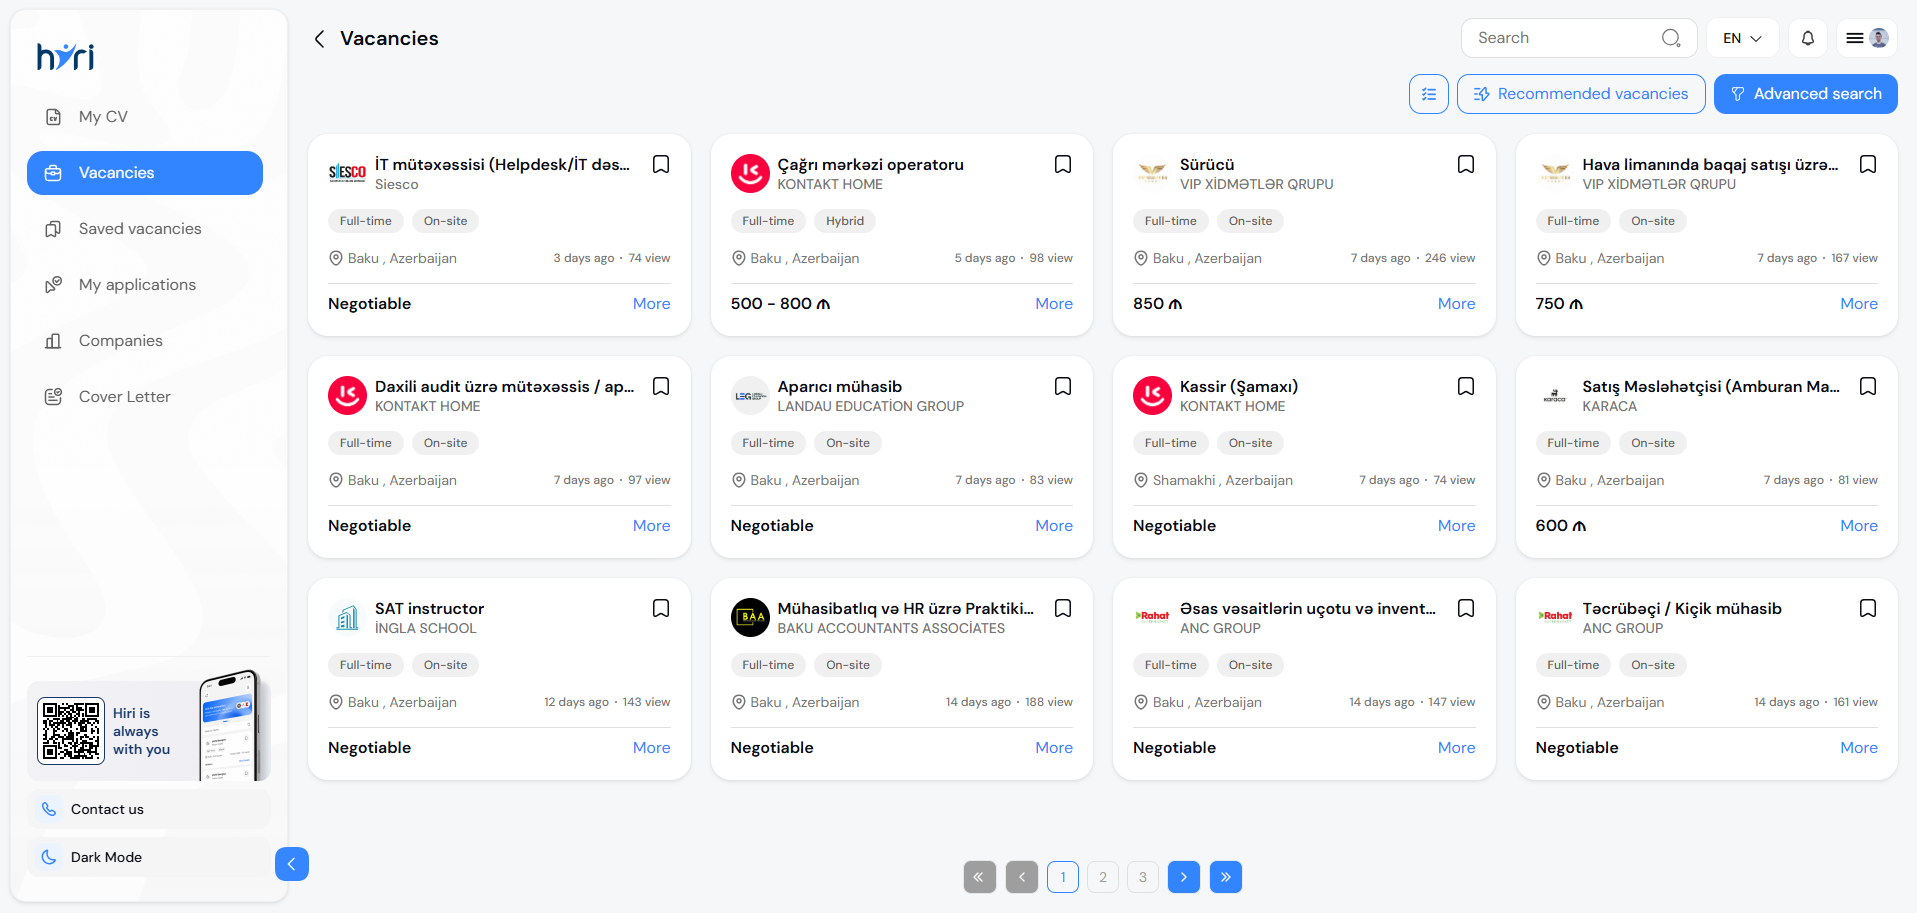 hiri
My CV
Vacancies
Saved vacancies
My applications
Companies
Cover Letter
Hiri is
always
with you
Contact us
Dark Mode
Vacancies
Search
EN
Recommended vacancies
Advanced search
SIESCO
İT mütəxəssisi (Helpdesk/İT dəs...
Siesco
Full-time
On-site
Baku , Azerbaijan
3 days ago · 74 view
Negotiable
More
Çağrı mərkəzi operatoru
KONTAKT HOME
Full-time
Hybrid
Baku , Azerbaijan
5 days ago · 98 view
500 - 800 ₼
More
Sürücü
VIP XİDMƏTLƏR QRUPU
Full-time
On-site
Baku , Azerbaijan
7 days ago · 246 view
850 ₼
More
Hava limanında baqaj satışı üzrə...
VIP XİDMƏTLƏR QRUPU
Full-time
On-site
Baku , Azerbaijan
7 days ago · 167 view
750 ₼
More
Daxili audit üzrə mütəxəssis / ap...
KONTAKT HOME
Full-time
On-site
Baku , Azerbaijan
7 days ago · 97 view
Negotiable
More
LEG
Aparıcı mühasib
LANDAU EDUCATİON GROUP
Full-time
On-site
Baku , Azerbaijan
7 days ago · 83 view
Negotiable
More
Kassir (Şamaxı)
KONTAKT HOME
Full-time
On-site
Shamakhi , Azerbaijan
7 days ago · 74 view
Negotiable
More
karaca
Satış Məsləhətçisi (Amburan Ma...
KARACA
Full-time
On-site
Baku , Azerbaijan
7 days ago · 81 view
600 ₼
More
SAT instructor
İNGLA SCHOOL
Full-time
On-site
Baku , Azerbaijan
12 days ago · 143 view
Negotiable
More
BAA
Mühasibatlıq və HR üzrə Praktiki...
BAKU ACCOUNTANTS ASSOCİATES
Full-time
On-site
Baku , Azerbaijan
14 days ago · 188 view
Negotiable
More
Rahat
Əsas vəsaitlərin uçotu və invent...
ANC GROUP
Full-time
On-site
Baku , Azerbaijan
14 days ago · 147 view
Negotiable
More
Rahat
Təcrübəçi / Kiçik mühasib
ANC GROUP
Full-time
On-site
Baku , Azerbaijan
14 days ago · 161 view
Negotiable
More
1
2
3